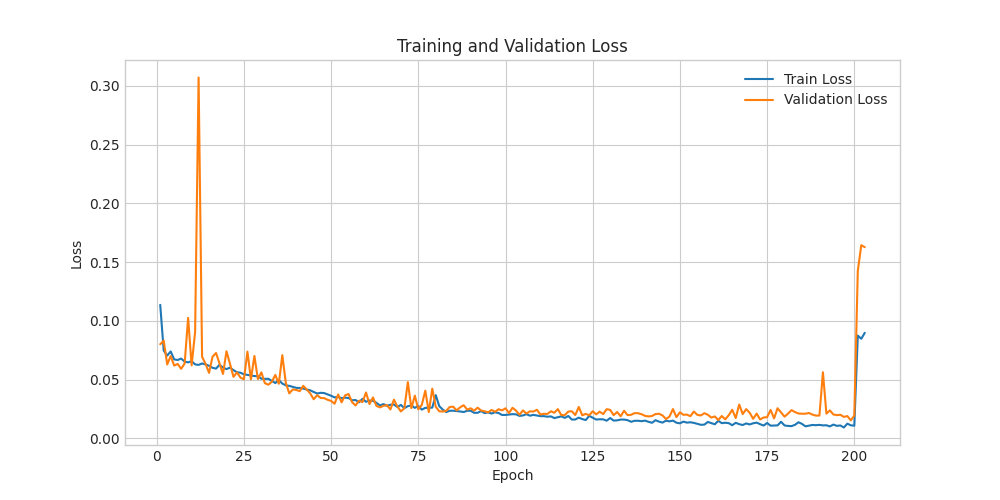 Training and Validation Loss
Train Loss
Validation Loss
0.30
0.25
0.20
0.15
0.10
0.05
0.00
Loss
0 25 50 75 100 125 150 175 200
Epoch